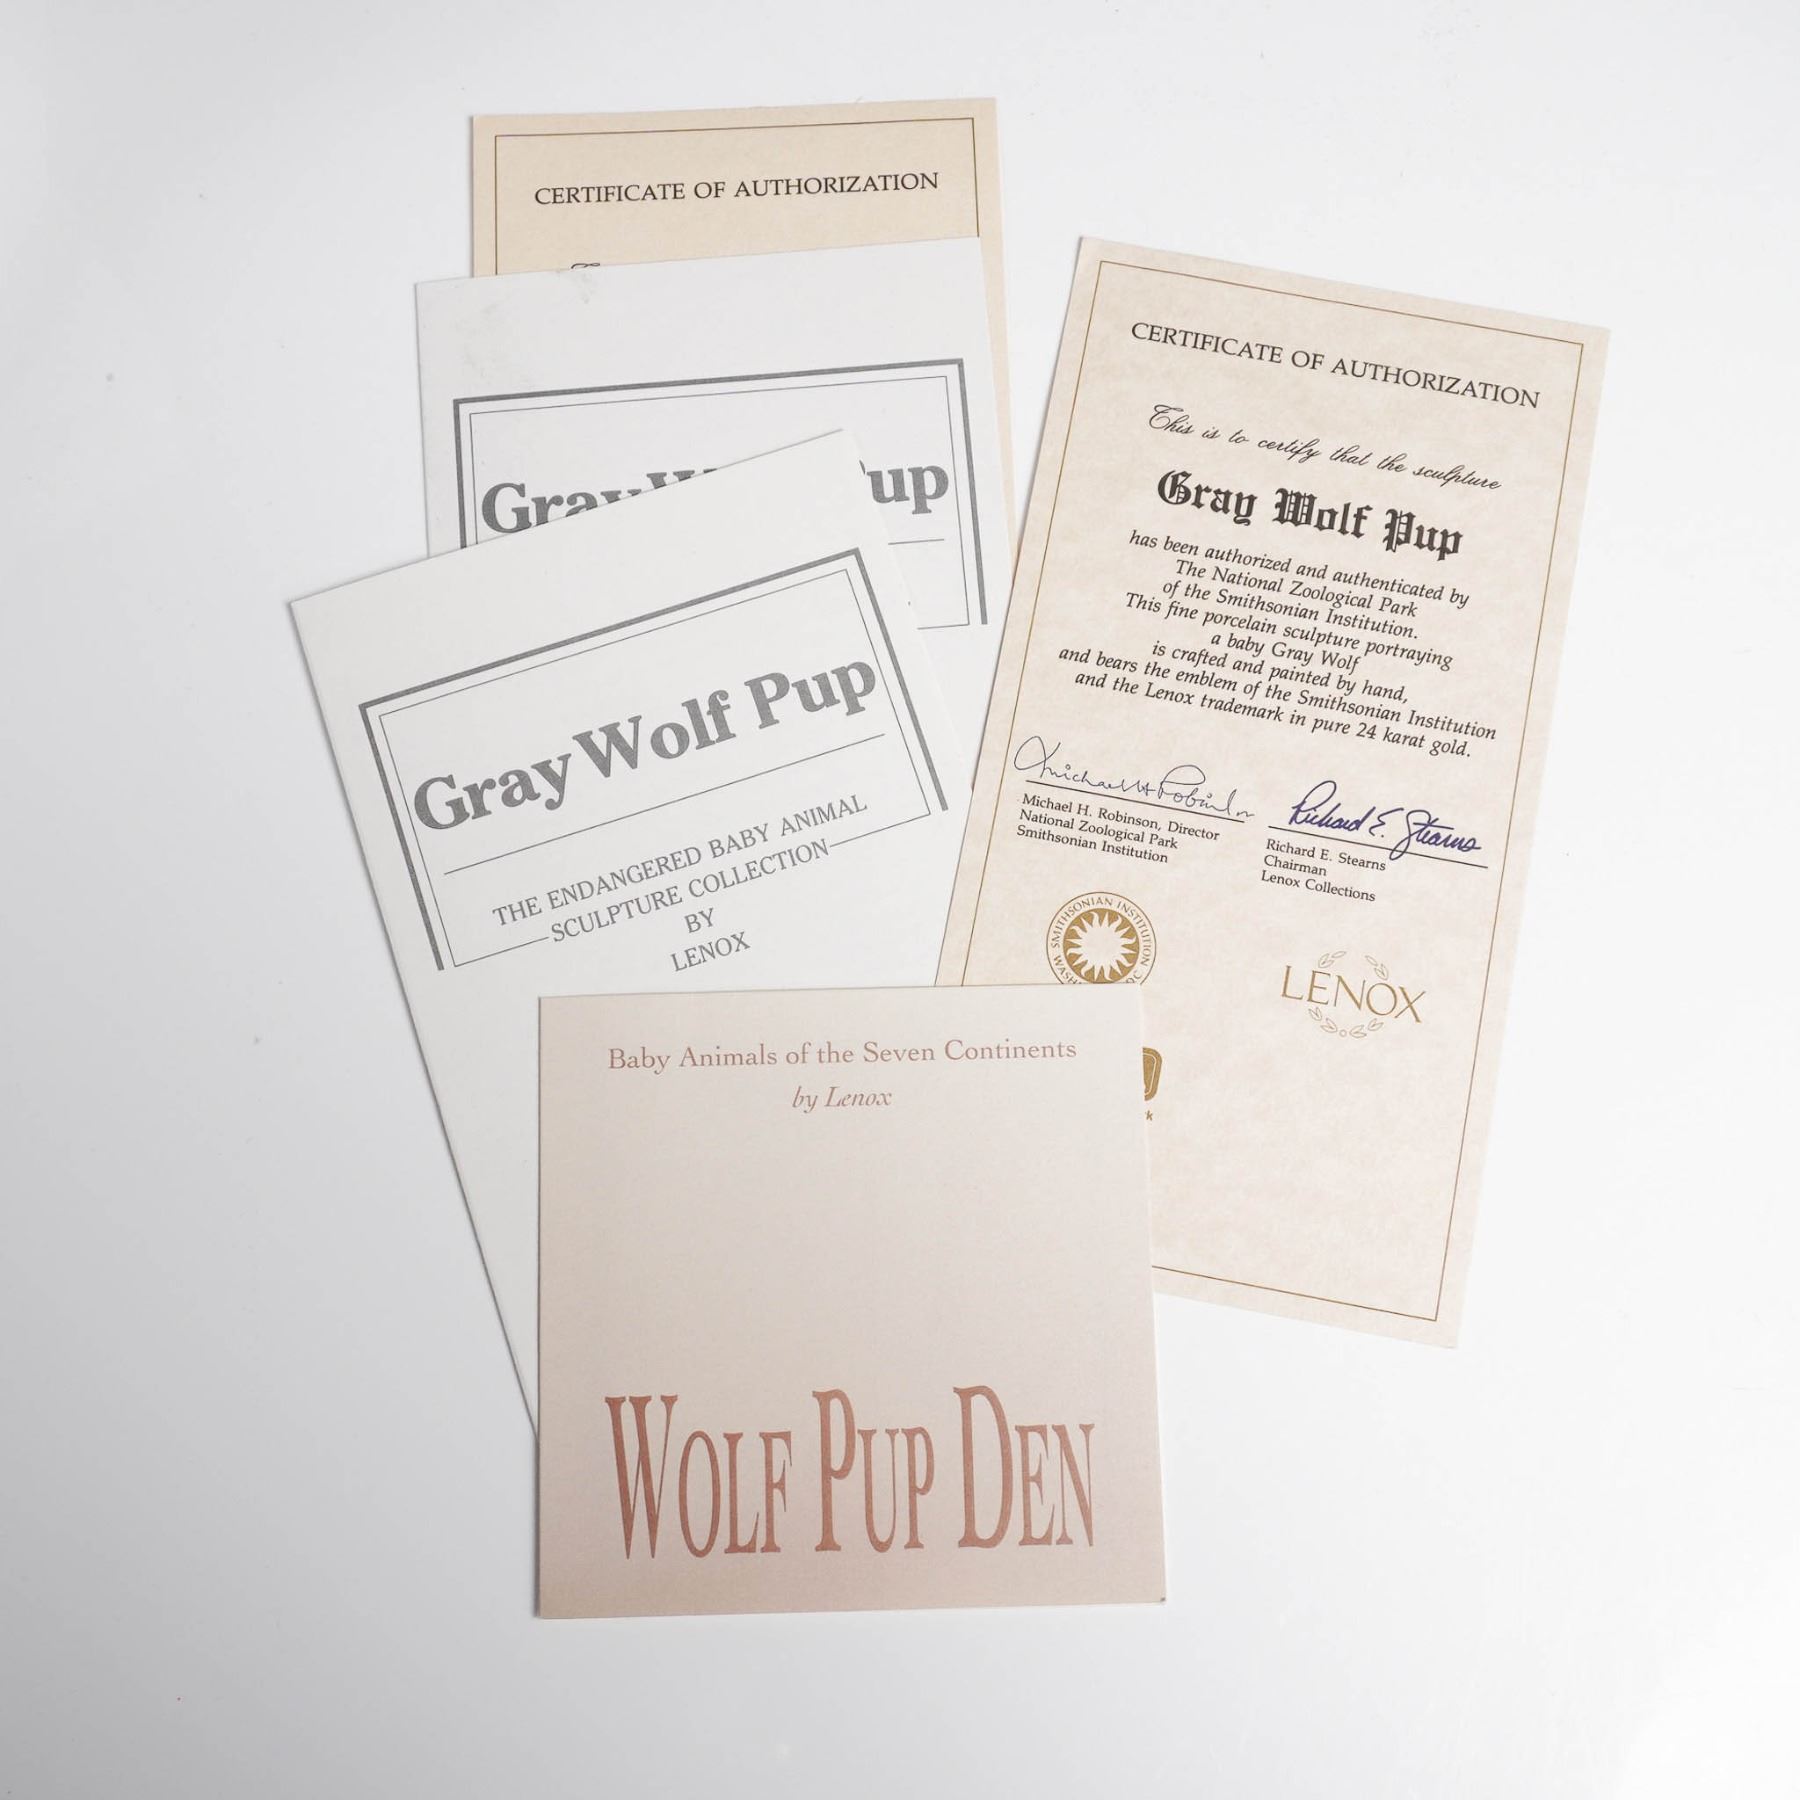 CERTIFICATE OF AUTHORIZATION
Gray
up
Gray Wolf Pup
THE ENDANGERED BABY ANIMAL
SCULPTURE COLLECTION
BY
LENOX
Baby Animals of the Seven Continents
by Lenox
WOLF PUP DEN
CERTIFICATE OF AUTHORIZATION
This is to certify that the sculpture
Gray Wolf Pup
has been authorized and authenticated by
The National Zoological Park
of the Smithsonian Institution.
This fine porcelain sculpture portraying
a baby Gray Wolf
is crafted and painted by hand,
and bears the emblem of the Smithsonian Institution
and the Lenox trademark in pure 24 karat gold.
Michael H. Robinson
Michael H. Robinson, Director
National Zoological Park
Smithsonian Institution
Richard E. Stearns
Richard E. Stearns
Chairman
Lenox Collections
SMITHSONIAN INSTITUTION
LENOX
k